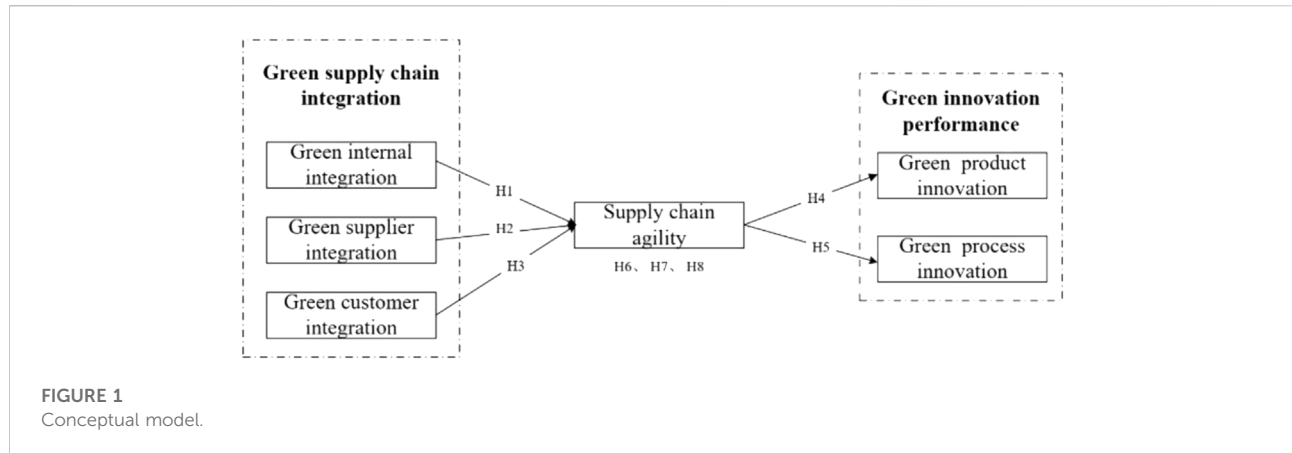 Green supply chain
integration
Green internal
integration
Green supplier
integration
Green customer
integration
H1
H2
H3
Supply chain
agility
H6、 H7、 H8
H4
H5
Green innovation
performance
Green product
innovation
Green process
innovation
FIGURE 1
Conceptual model.